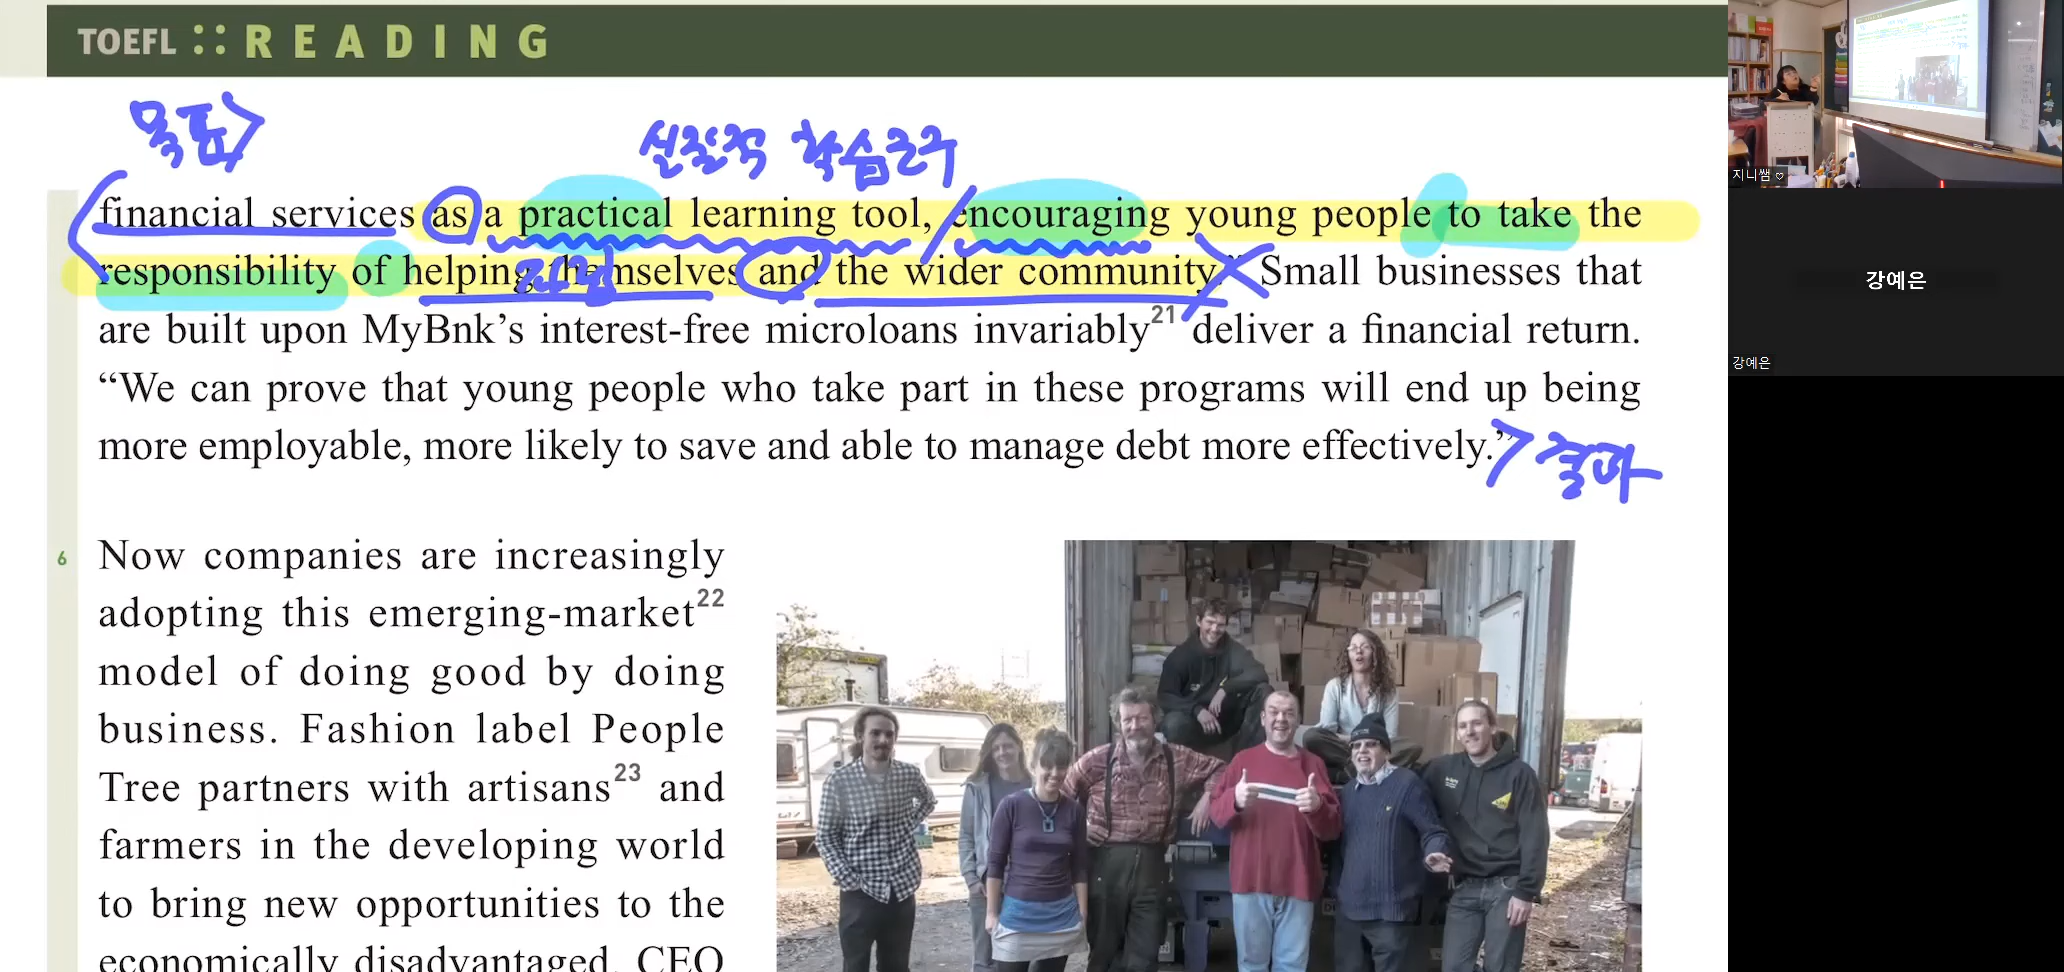 TOEFL :: READING
목표
실질적 학습도구
financial services as a practical learning tool, encouraging young people to take the
responsibility of helping themselves and the wider community.” Small businesses that
are built upon MyBnk’s interest-free microloans invariably21 deliver a financial return.
“We can prove that young people who take part in these programs will end up being
more employable, more likely to save and able to manage debt more effectively.”
결과
6 Now companies are increasingly
adopting this emerging-market22
model of doing good by doing
business. Fashion label People
Tree partners with artisans23 and
farmers in the developing world
to bring new opportunities to the
economically disadvantaged. CEO
지니쌤 ♡
강예은
강예은